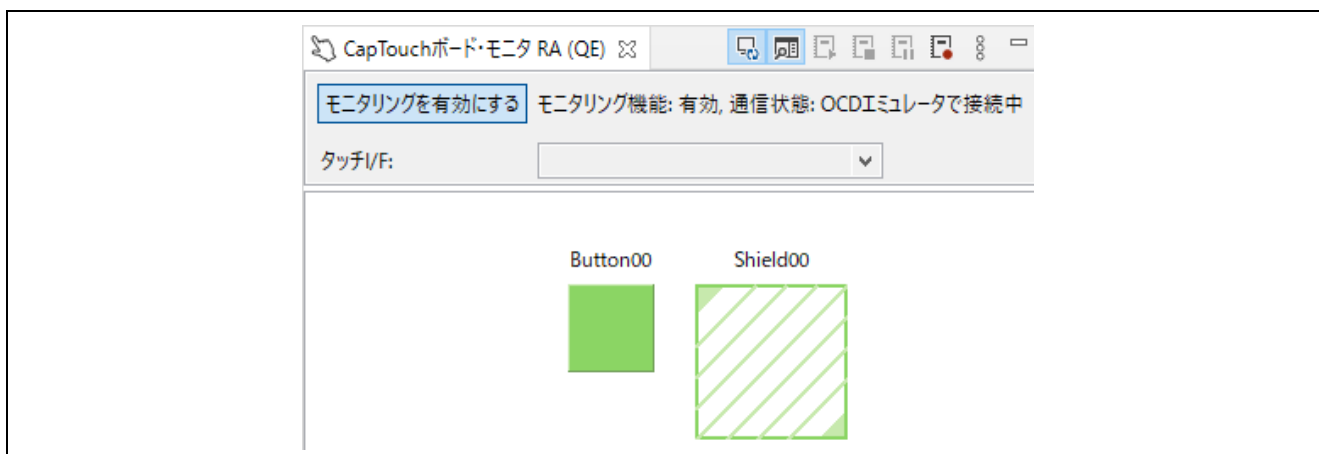 CapTouchボード・モニタ RA (QE)
モニタリングを有効にする モニタリング機能: 有効, 通信状態: OCDエミュレータで接続中
タッチI/F:
Button00 Shield00